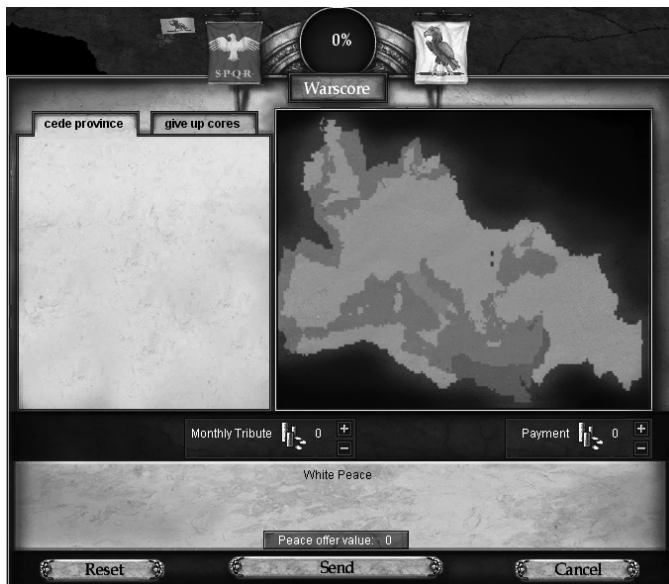 0%
S·P·Q·R
Warscore
cede province
give up cores
Monthly Tribute 0 +
−
Payment 0 +
−
White Peace
Peace offer value: 0
Reset
Send
Cancel